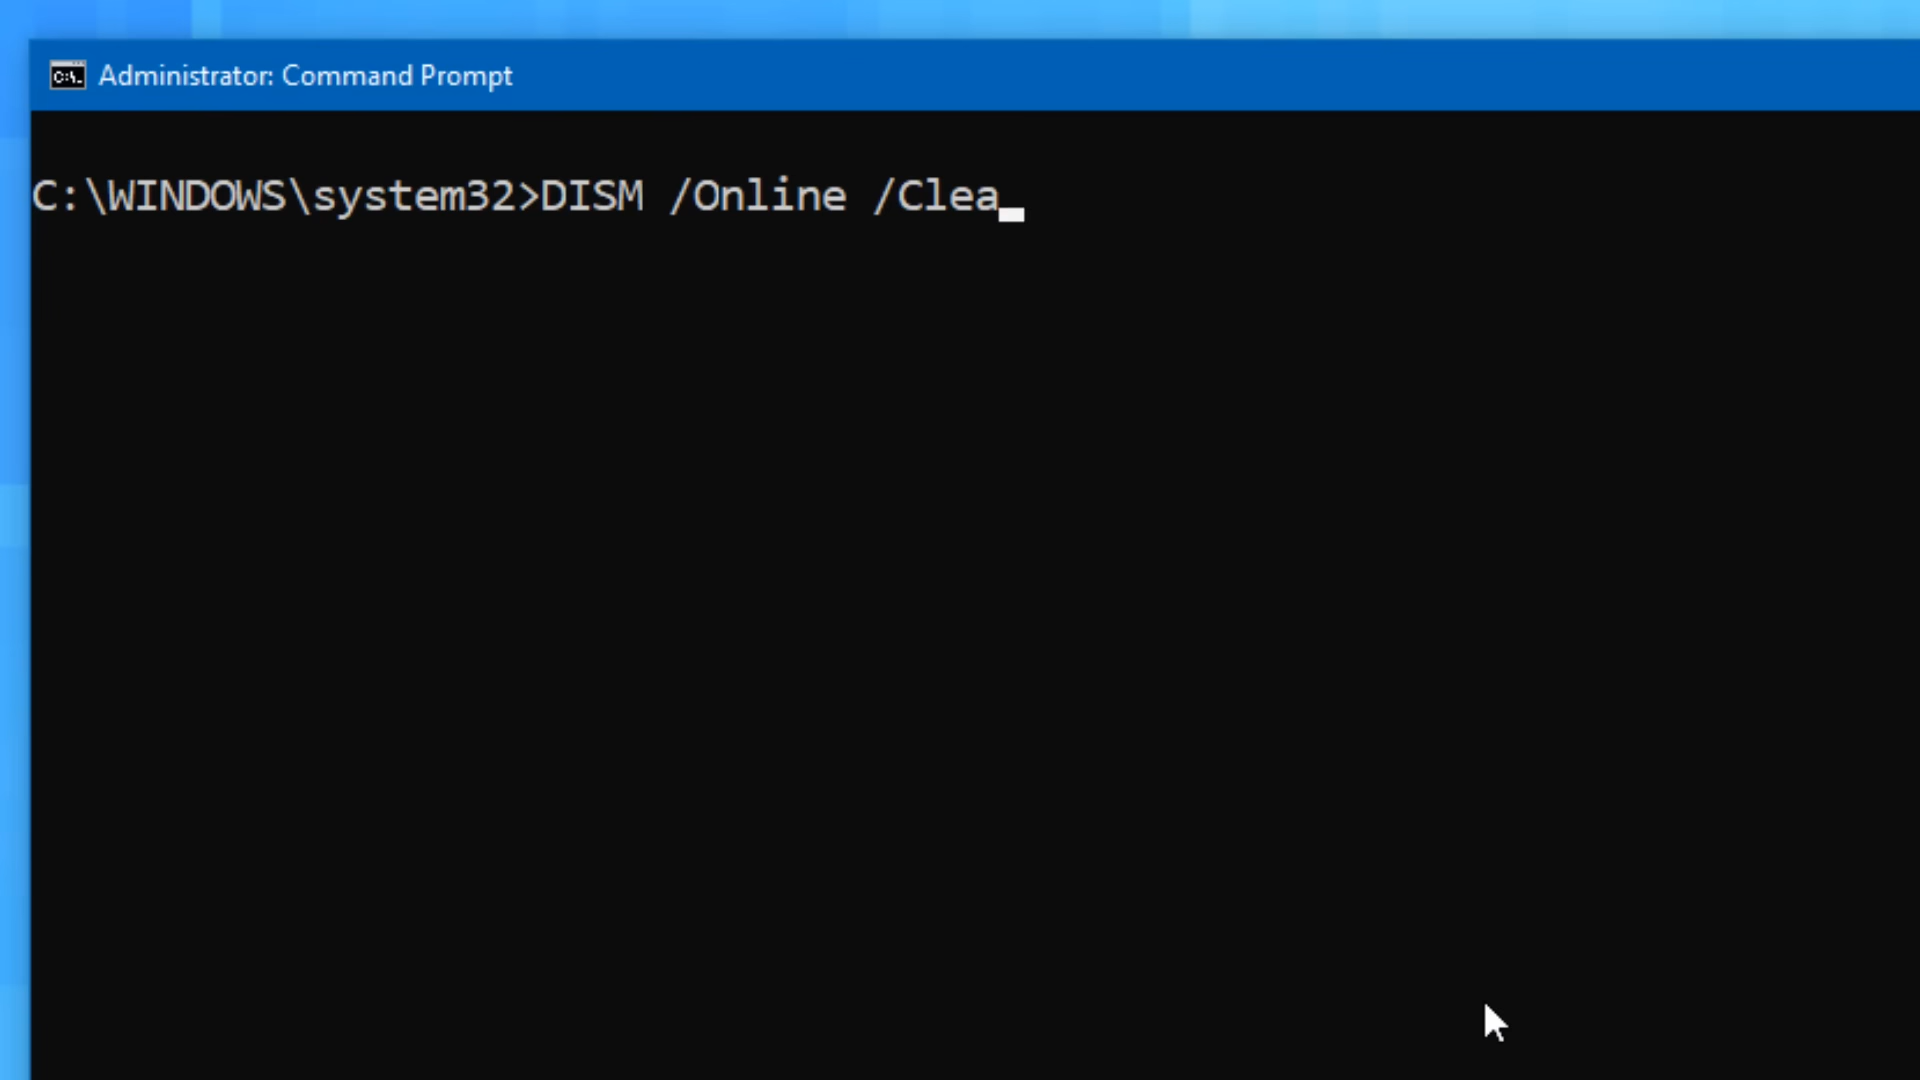 Administrator: Command Prompt
C:\WINDOWS\system32>DISM /Online /Clea